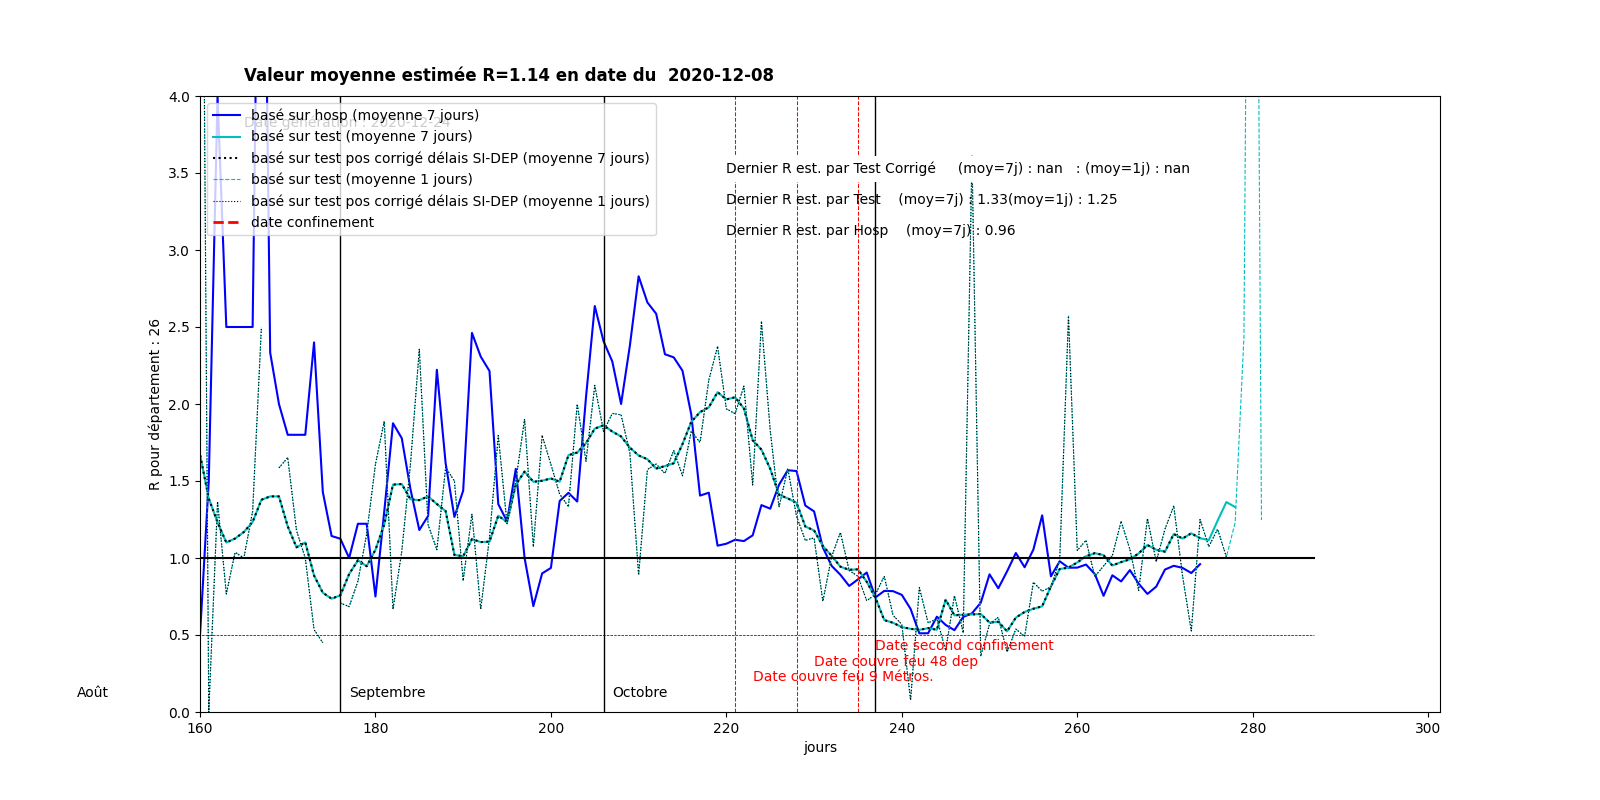 Valeur moyenne estimée R=1.14 en date du  2020-12-08
4.0
3.5
3.0
2.5
2.0
1.5
1.0
0.5
0.0
R pour département : 26
basé sur hosp (moyenne 7 jours)
Date génération : 2020-12-24
basé sur test (moyenne 7 jours)
basé sur test pos corrigé délais SI-DEP (moyenne 7 jours)
basé sur test (moyenne 1 jours)
basé sur test pos corrigé délais SI-DEP (moyenne 1 jours)
date confinement
Dernier R est. par Test Corrigé     (moy=7j) : nan   : (moy=1j) : nan
Dernier R est. par Test    (moy=7j) : 1.33(moy=1j) : 1.25
Dernier R est. par Hosp    (moy=7j) : 0.96
Date second confinement
Date couvre feu 48 dep
Date couvre feu 9 Métros.
Août
Septembre
Octobre
160 180 200 220 240 260 280 300
jours